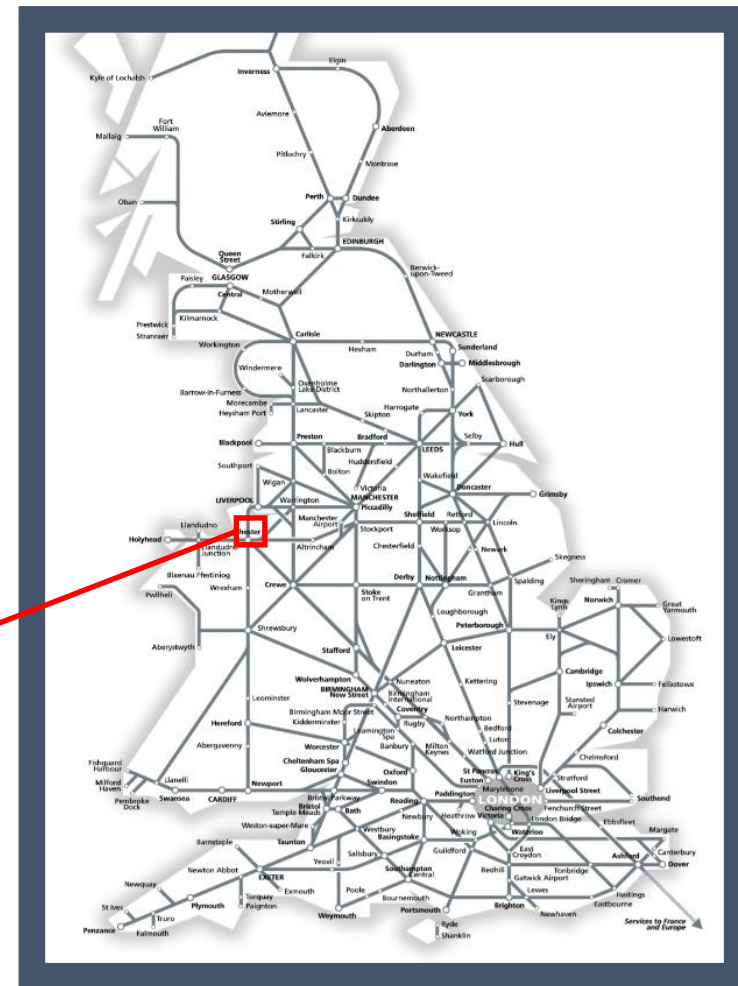 Elgin
Kyle of Lochalsh
Inverness
Aviemore
Fort
William
Mallaig
Aberdeen
Pitlochry
Montrose
Perth
Dundee
Oban
Stirling
Kirkcaldy
EDINBURGH
Queen
Street
Falkirk
GLASGOW
Central
Paisley
Motherwell
Berwick-
upon-Tweed
Prestwick
Stranraer
Kilmarnock
Carlisle
NEWCASTLE
Workington
Hexham
Sunderland
Durham
Darlington
Middlesbrough
Windermere
Scarborough
Oxenholme
Lake District
Northallerton
Barrow-in-Furness
Morecambe
Heysham Port
Lancaster
Harrogate
Skipton
York
Blackpool
Preston
Bradford
Blackburn
LEEDS
Selby
Hull
Southport
Bolton
Huddersfield
Wakefield
Wigan
Victoria
Doncaster
Grimsby
LIVERPOOL
Warrington
MANCHESTER
Piccadilly
Manchester
Airport
Stockport
Sheffield
Retford
Worksop
Lincoln
Llandudno
Holyhead
Llandudno
Junction
Altrincham
Chesterfield
Newark
Skegness
Blaenau Ffestiniog
Pwllheli
Wrexham
Crewe
Stoke
on Trent
Derby
Nottingham
Grantham
Spalding
Sheringham
Cromer
Loughborough
Kings
Lynn
Norwich
Great
Yarmouth
Aberystwyth
Shrewsbury
Peterborough
Ely
Lowestoft
Stafford
Leicester
Wolverhampton
Nuneaton
Kettering
Cambridge
BIRMINGHAM
New Street
Birmingham
International
Ipswich
Felixstowe
Leominster
Birmingham Moor Street
Kidderminster
Coventry
Stevenage
Stansted
Airport
Harwich
Hereford
Leamington
Spa
Rugby
Northampton
Bedford
Colchester
Worcester
Banbury
Milton
Keynes
Luton
Abergavenny
Watford Junction
Chelmsford
Cheltenham Spa
Gloucester
Fishguard
Harbour
Oxford
St Pancras
Euston
King's
Cross
Stratford
Milford
Haven
Llanelli
Newport
Swindon
Marylebone
Liverpool Street
Pembroke
Dock
Swansea
CARDIFF
Bristol Parkway
Reading
Paddington
LONDON
Southend
Bristol
Temple Meads
Bath
Newbury
Heathrow
Victoria
Charing Cross
Fenchurch Street
London Bridge
Ebbsfleet
Weston-super-Mare
Westbury
Basingstoke
Woking
Waterloo
Margate
Barnstaple
Taunton
Salisbury
Guildford
East
Croydon
Canterbury
Newton Abbot
Yeovil
Redhill
Tonbridge
Ashford
Dover
EXETER
Southampton
Central
Gatwick Airport
Newquay
Exmouth
Poole
Lewes
Hastings
St Ives
Plymouth
Torquay
Paignton
Bournemouth
Eastbourne
Truro
Weymouth
Portsmouth
Brighton
Newhaven
Penzance
Falmouth
Ryde
Shanklin
Services to France
and Europe